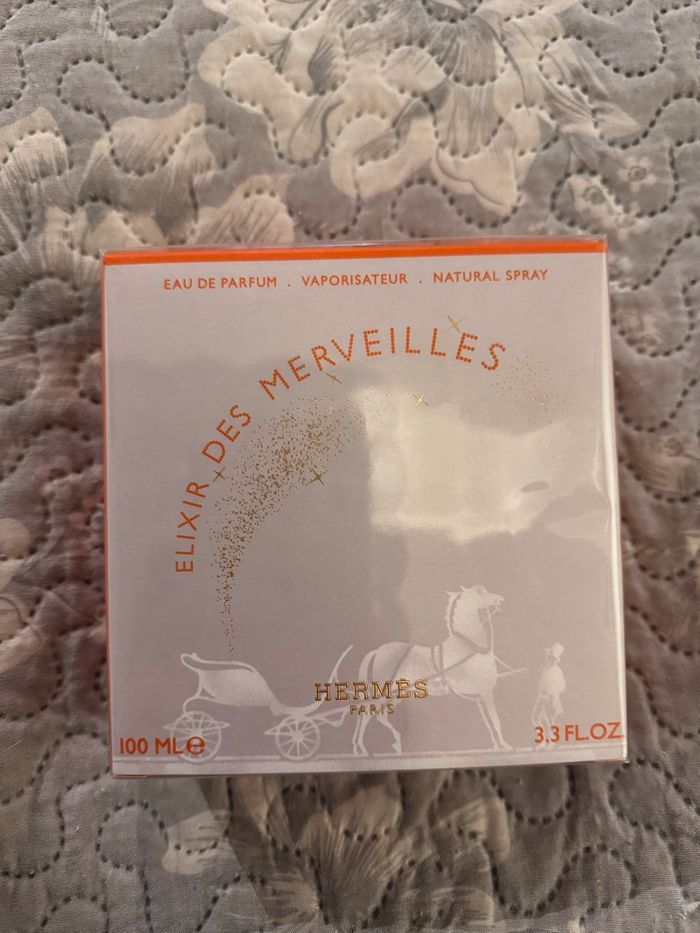 EAU DE PARFUM . VAPORISATEUR . NATURAL SPRAY
ELIXIR DES MERVEILLES
HERMÈS
PARIS
100 ML e
3.3 FL.OZ.